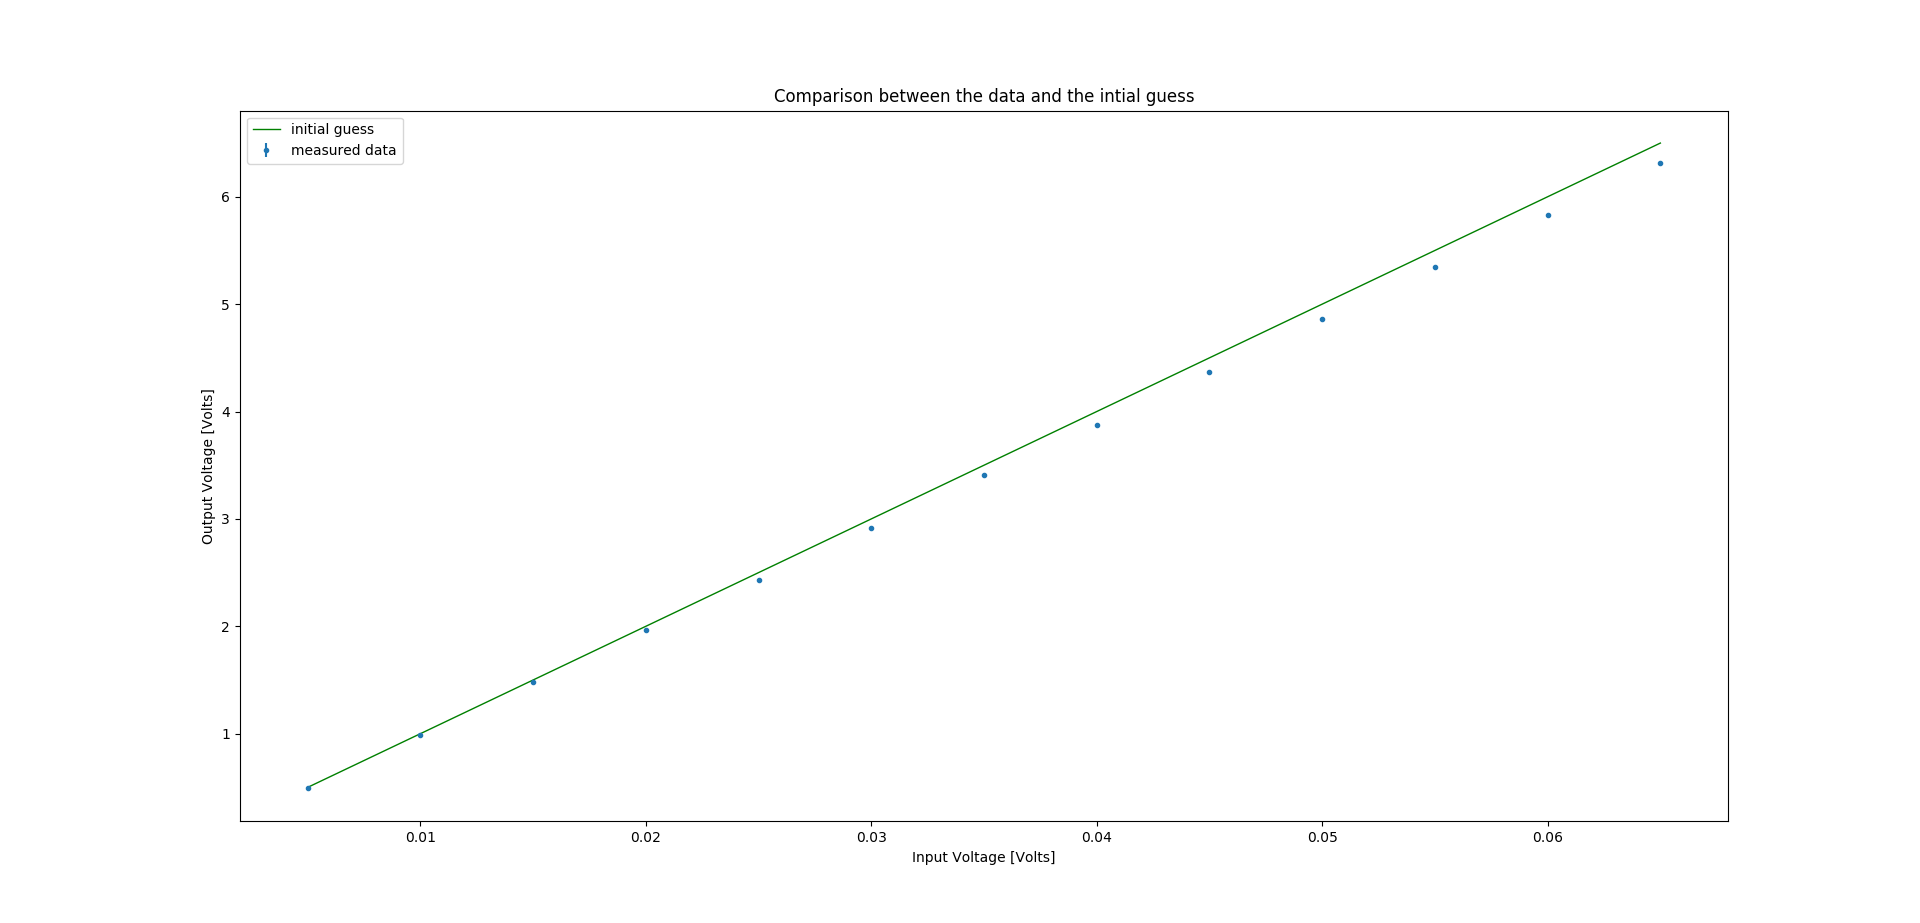 Comparison between the data and the intial guess
initial guess
measured data
6
5
4
3
2
1
Output Voltage [Volts]
0.01 0.02 0.03 0.04 0.05 0.06
Input Voltage [Volts]